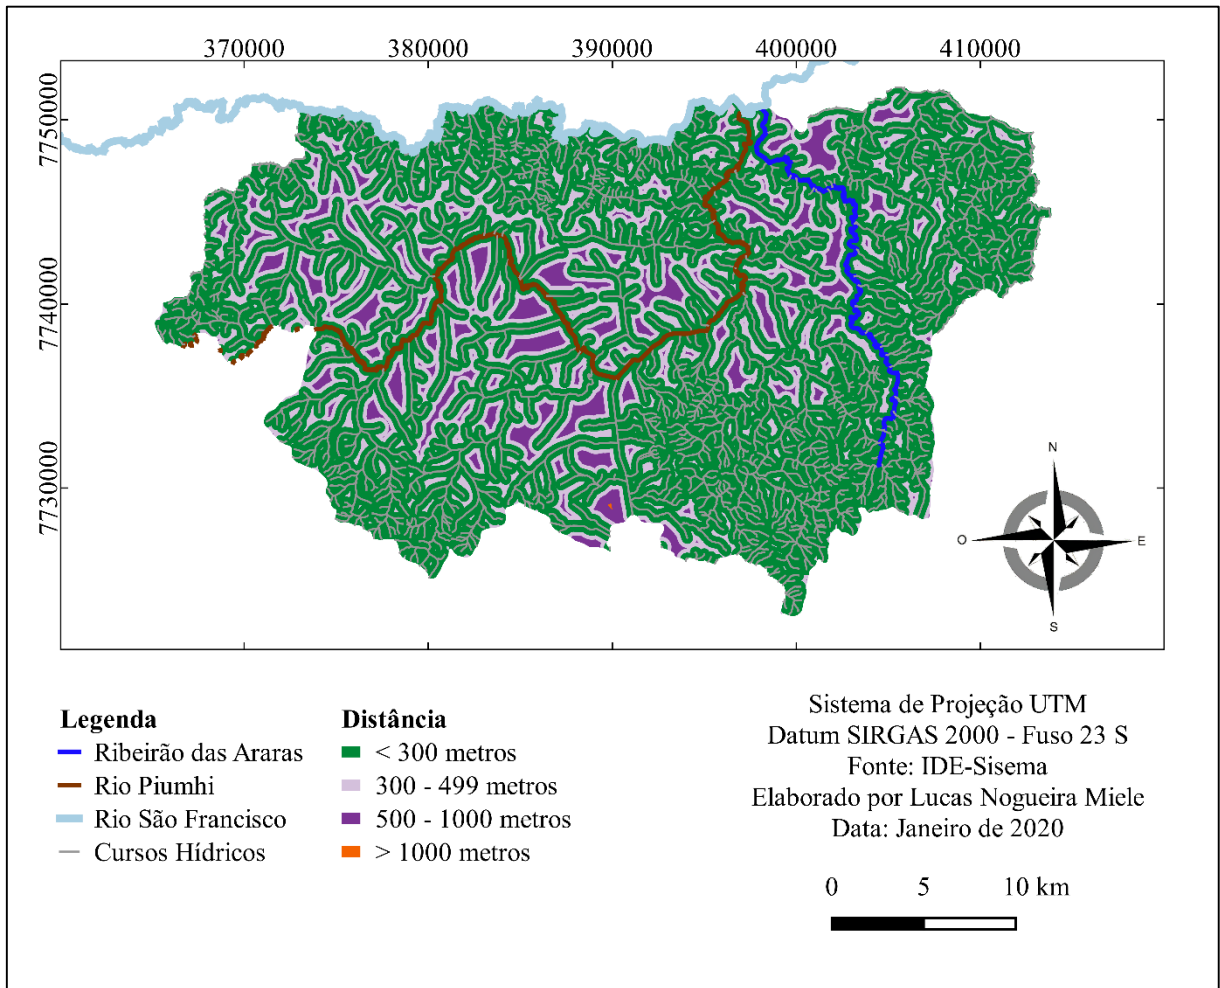 370000 380000 390000 400000 410000
7750000
7740000
7730000
N
O E
S
Legenda
Ribeirão das Araras
Rio Piumhi
Rio São Francisco
Cursos Hídricos
Distância
< 300 metros
300 - 499 metros
500 - 1000 metros
> 1000 metros
Sistema de Projeção UTM
Datum SIRGAS 2000 - Fuso 23 S
Fonte: IDE-Sisema
Elaborado por Lucas Nogueira Miele
Data: Janeiro de 2020
0 5 10 km